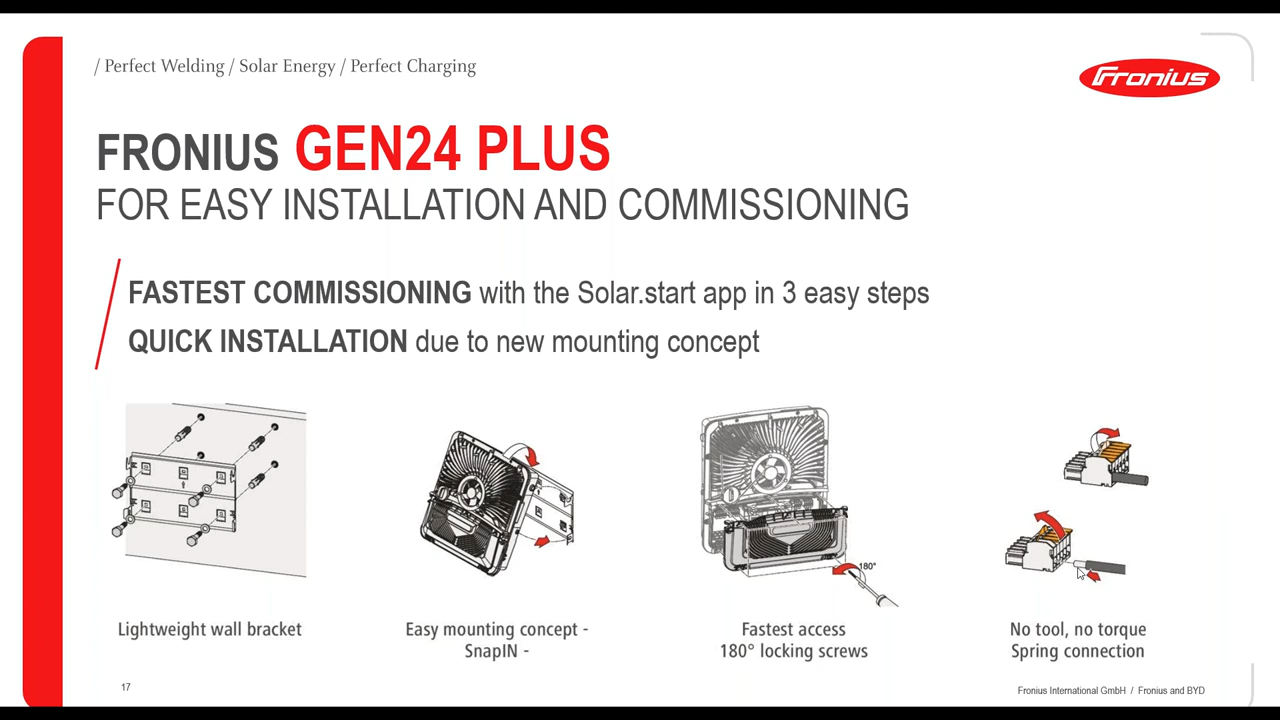 / Perfect Welding / Solar Energy / Perfect Charging
Fronius
FRONIUS GEN24 PLUS
FOR EASY INSTALLATION AND COMMISSIONING
FASTEST COMMISSIONING with the Solar.start app in 3 easy steps
QUICK INSTALLATION due to new mounting concept
180°
Lightweight wall bracket
Easy mounting concept -
SnapIN -
Fastest access
180° locking screws
No tool, no torque
Spring connection
17
Fronius International GmbH / Fronius and BYD